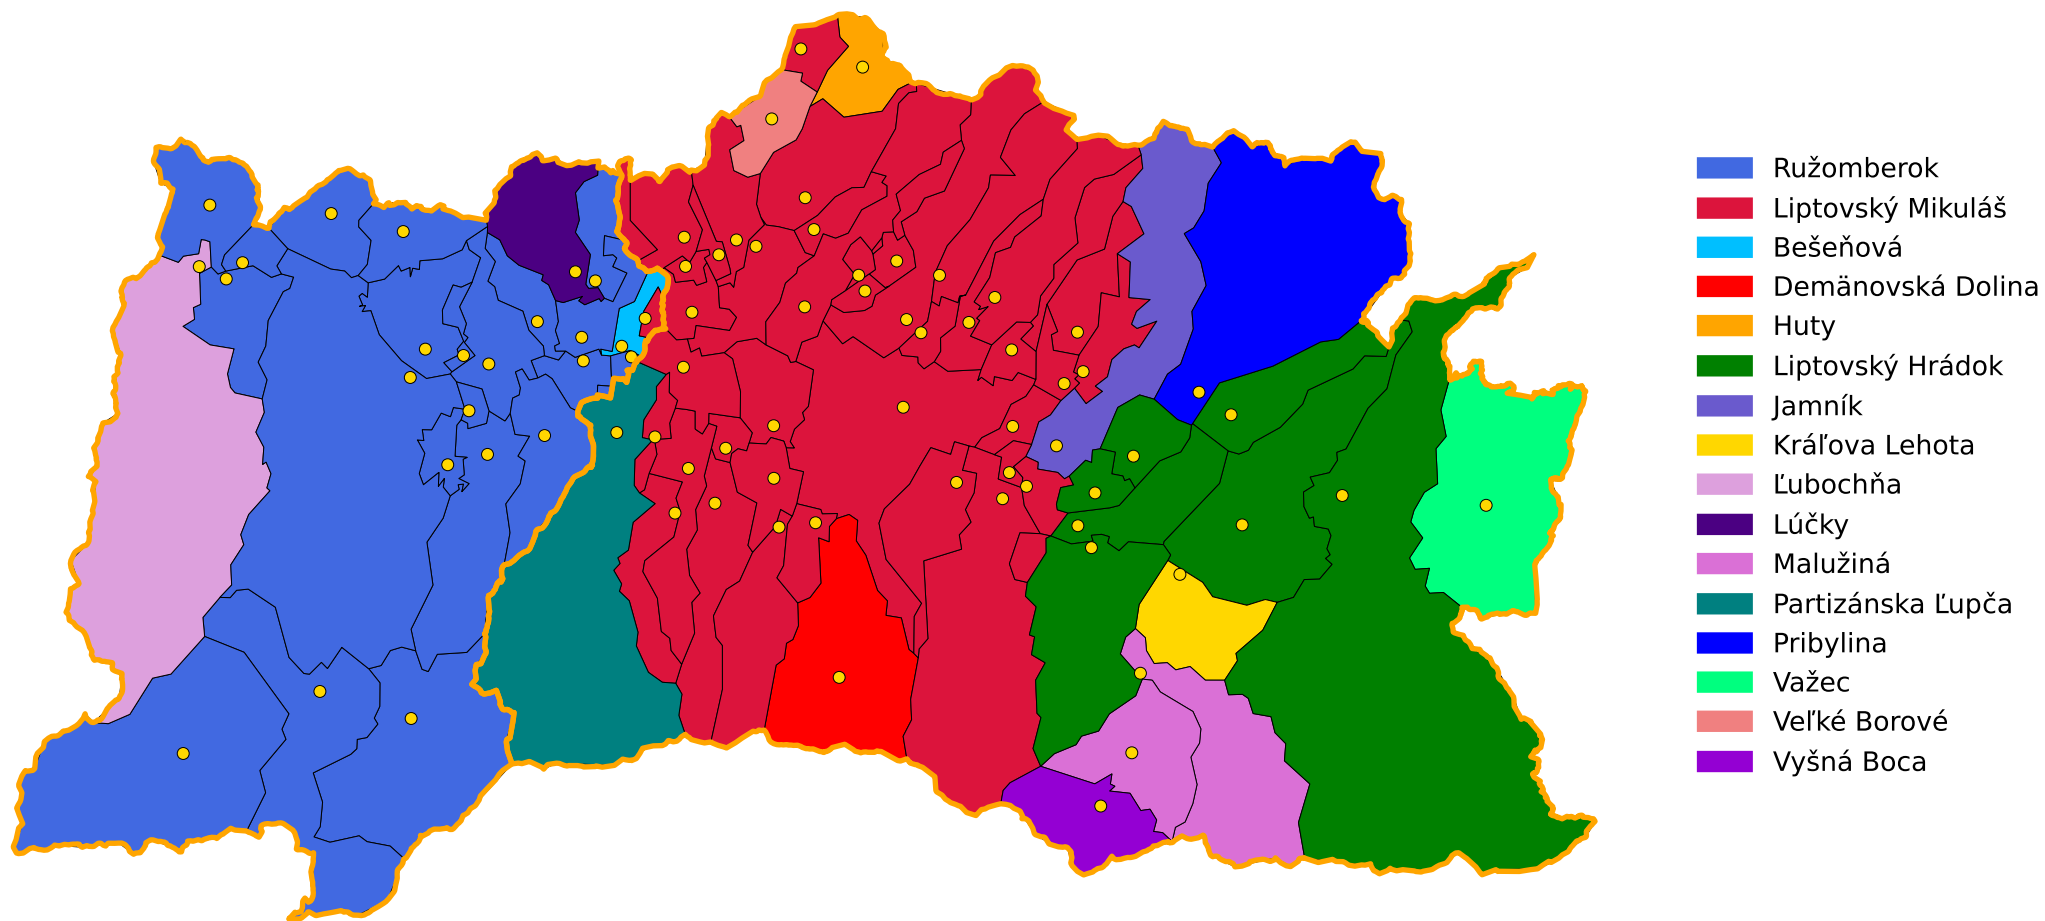 Ružomberok
Liptovský Mikuláš
Bešeňová
Demänovská Dolina
Huty
Liptovský Hrádok
Jamník
Kráľova Lehota
Ľubochňa
Lúčky
Malužiná
Partizánska Ľupča
Pribylina
Važec
Veľké Borové
Vyšná Boca